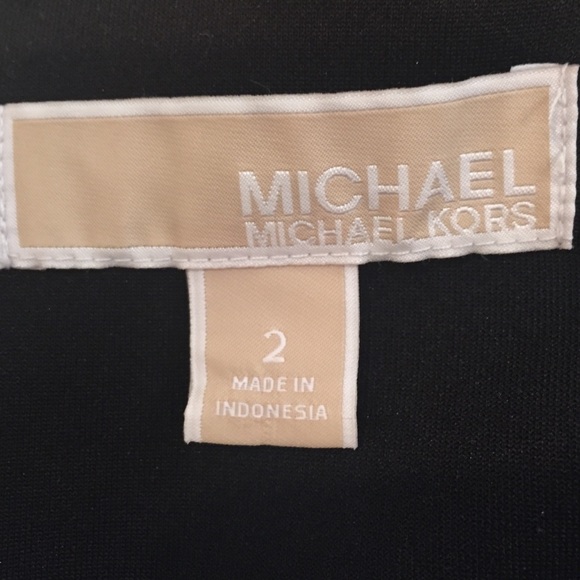 MICHAEL
MICHAEL KORS
2
MADE IN
INDONESIA